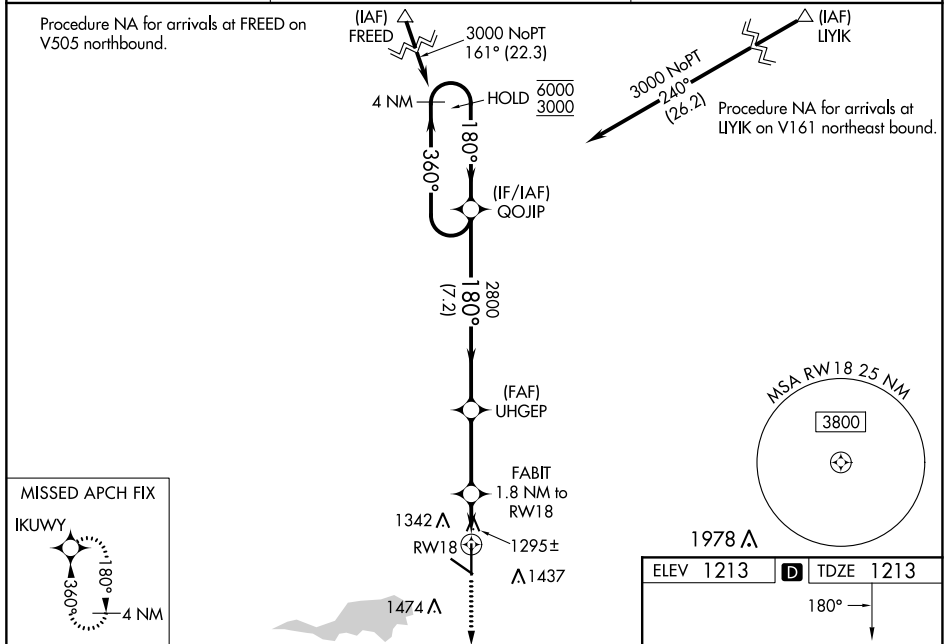 Procedure NA for arrivals at FREED on
V505 northbound.
(IAF)
FREED
3000 NoPT
161° (22.3)
(IAF)
LIYIK
3000 NoPT
240°
(26.2)
Procedure NA for arrivals at
LIYIK on V161 northeast bound.
4 NM
HOLD
6000
3000
360°
180°
(IF/IAF)
QOJIP
2800
180°
(7.2)
(FAF)
UHGEP
MSA RW18 25 NM
3800
FABIT
1.8 NM to
RW18
1342
RW18
1295±
1437
1474
1978
MISSED APCH FIX
IKUWY
180°
360°
4 NM
ELEV 1213 D TDZE 1213
180°